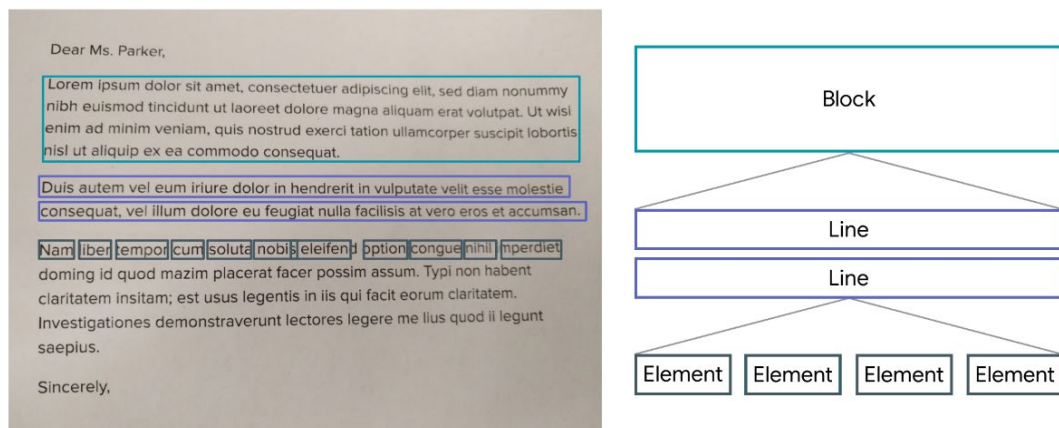 Dear Ms. Parker,
Lorem ipsum dolor sit amet, consectetuer adipiscing elit, sed diam nonummy
nibh euismod tincidunt ut laoreet dolore magna aliquam erat volutpat. Ut wisi
enim ad minim veniam, quis nostrud exerci tation ullamcorper suscipit lobortis
nisl ut aliquip ex ea commodo consequat.
Duis autem vel eum iriure dolor in hendrerit in vulputate velit esse molestie
consequat, vel illum dolore eu feugiat nulla facilisis at vero eros et accumsan.
Nam liber tempor cum soluta nobis eleifend option congue nihil imperdiet
doming id quod mazim placerat facer possim assum. Typi non habent
claritatem insitam; est usus legentis in iis qui facit eorum claritatem.
Investigationes demonstraverunt lectores legere me lius quod ii legunt
saepius.
Sincerely,
Block
Line
Line
Element Element Element Element